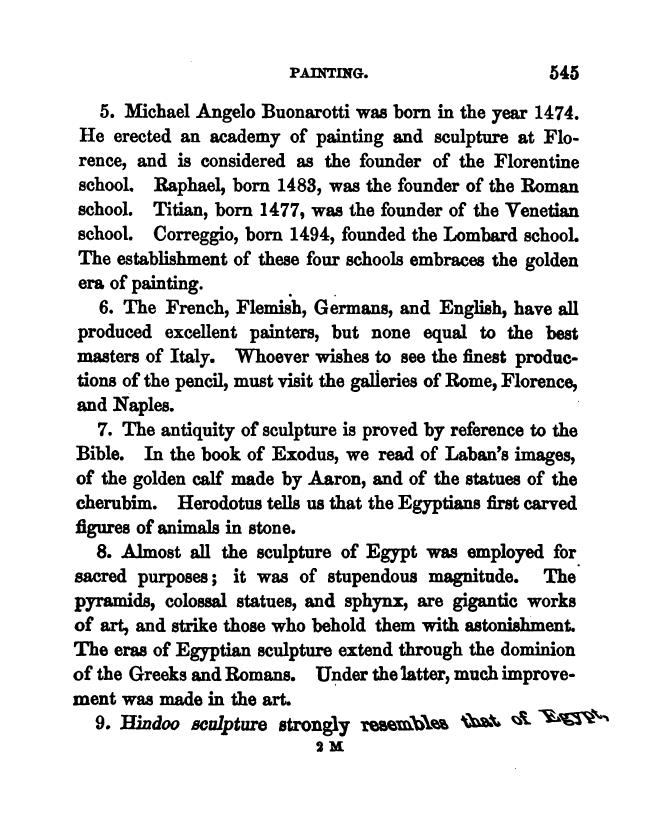 PAINTING. 545
5. Michael Angelo Buonarotti was born in the year 1474.
He erected an academy of painting and sculpture at Flo-
rence, and is considered as the founder of the Florentine
school. Raphael, born 1483, was the founder of the Roman
school. Titian, born 1477, was the founder of the Venetian
school. Correggio, born 1494, founded the Lombard school.
The establishment of these four schools embraces the golden
era of painting.
6. The French, Flemish, Germans, and English, have all
produced excellent painters, but none equal to the best
masters of Italy. Whoever wishes to see the finest produc-
tions of the pencil, must visit the galleries of Rome, Florence,
and Naples.
7. The antiquity of sculpture is proved by reference to the
Bible. In the book of Exodus, we read of Laban's images,
of the golden calf made by Aaron, and of the statues of the
cherubim. Herodotus tells us that the Egyptians first carved
figures of animals in stone.
8. Almost all the sculpture of Egypt was employed for
sacred purposes; it was of stupendous magnitude. The
pyramids, colossal statues, and sphynx, are gigantic works
of art, and strike those who behold them with astonishment.
The eras of Egyptian sculpture extend through the dominion
of the Greeks and Romans. Under the latter, much improve-
ment was made in the art.
9. Hindoo sculpture strongly resembles that of Egypt,
2 M